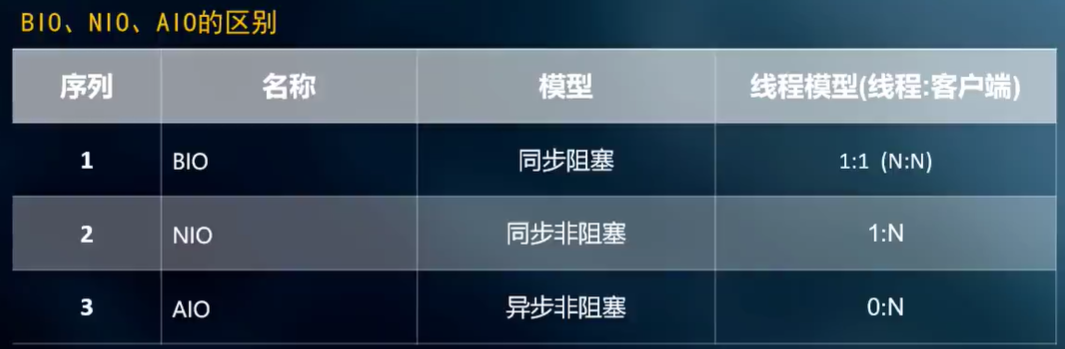 BIO、NIO、AIO的区别
序列 名称 模型 线程模型(线程:客户端)
1 BIO 同步阻塞 1:1 (N:N)
2 NIO 同步非阻塞 1:N
3 AIO 异步非阻塞 0:N